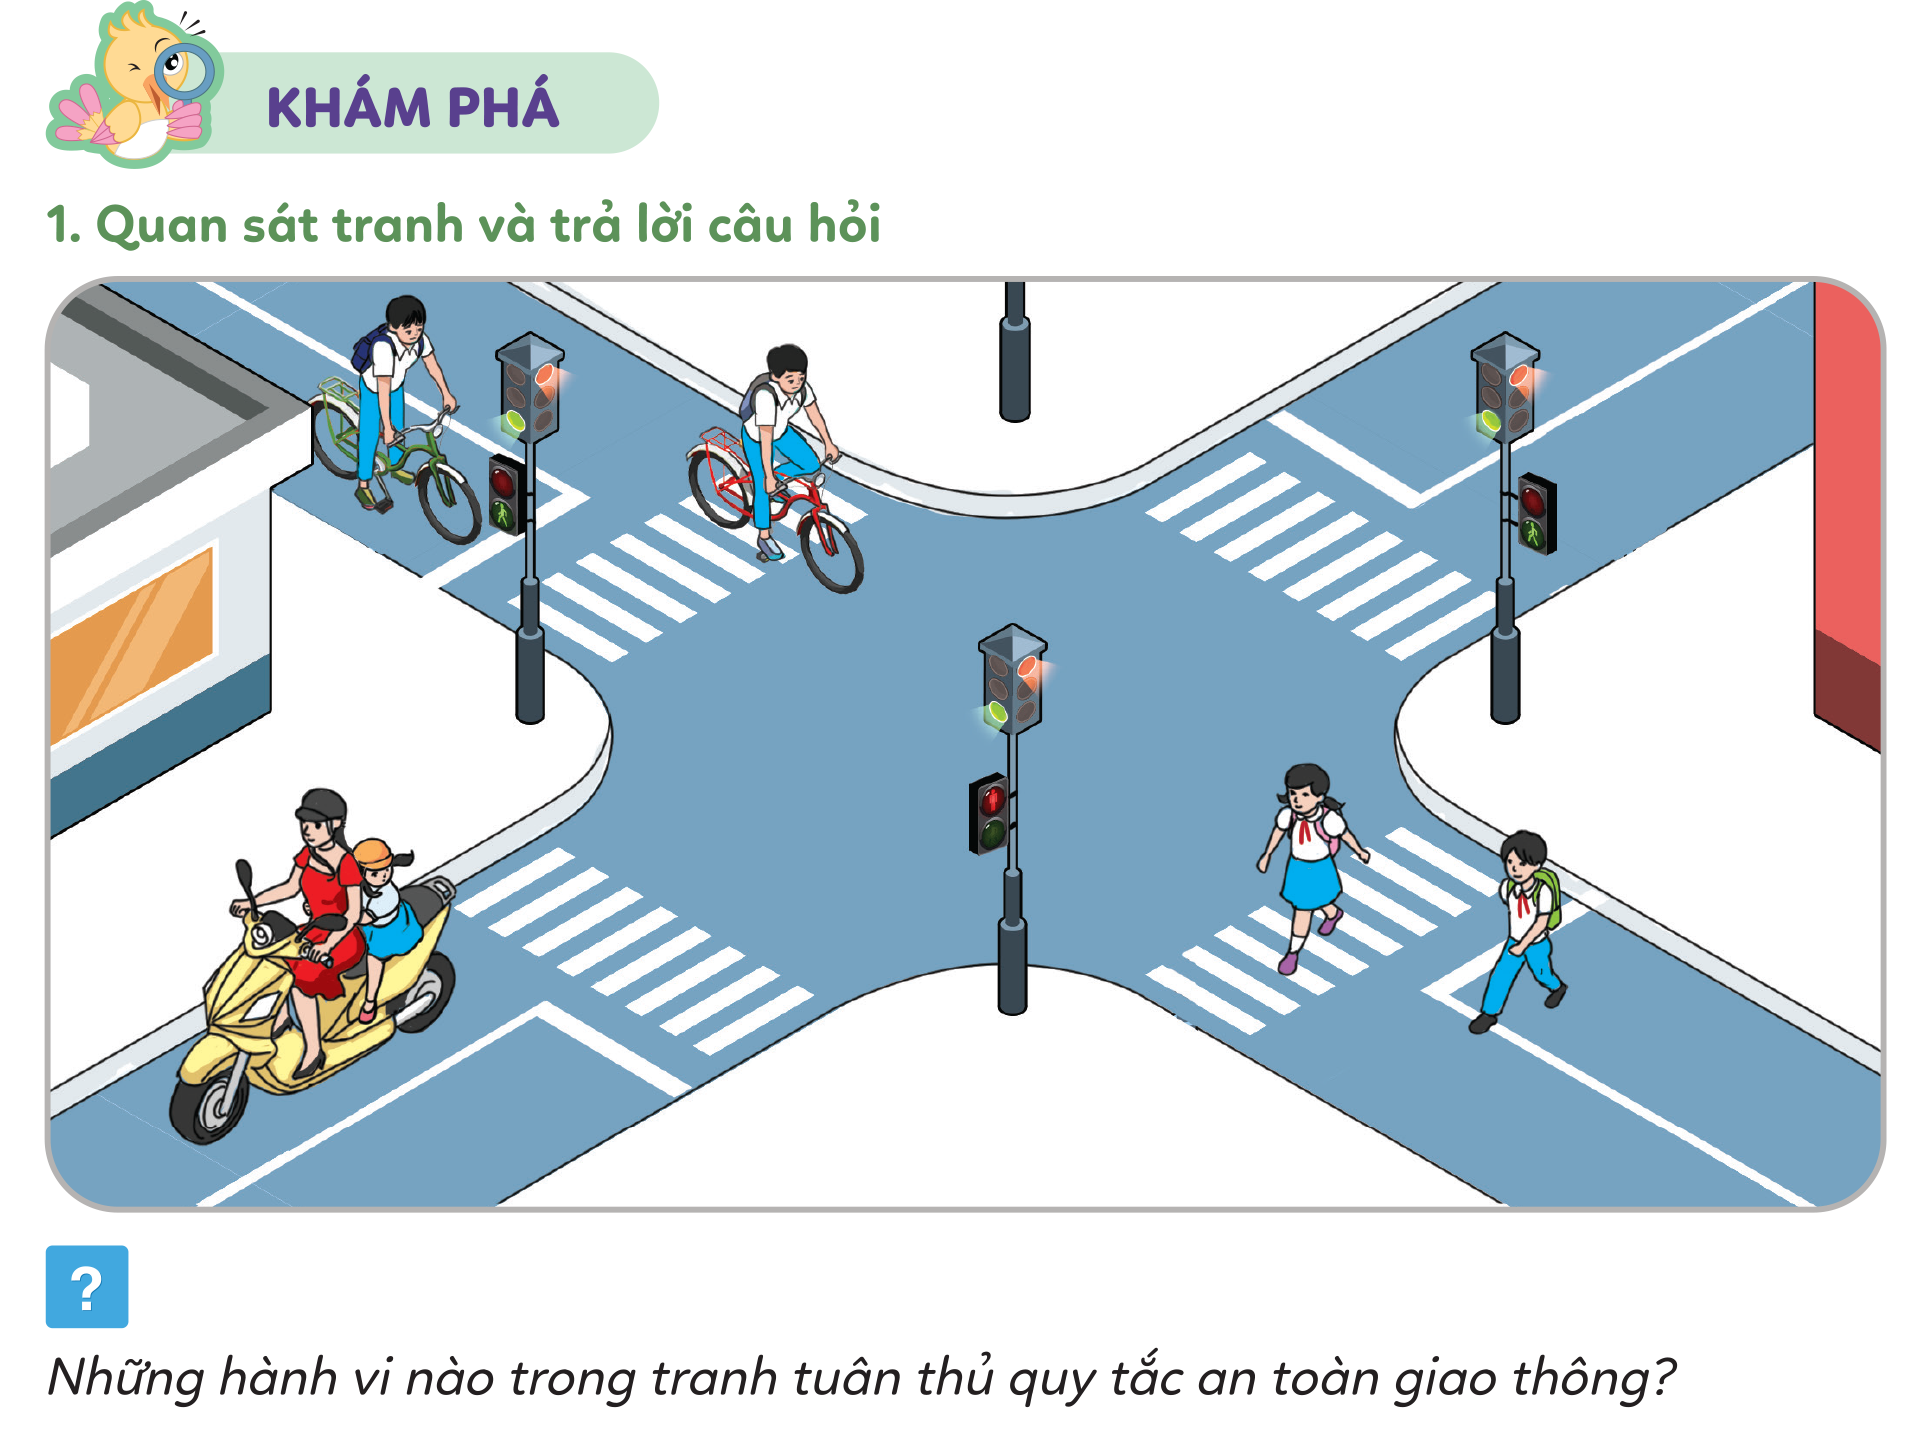 KHÁM PHÁ
1. Quan sát tranh và trả lời câu hỏi
?
Những hành vi nào trong tranh tuân thủ quy tắc an toàn giao thông?